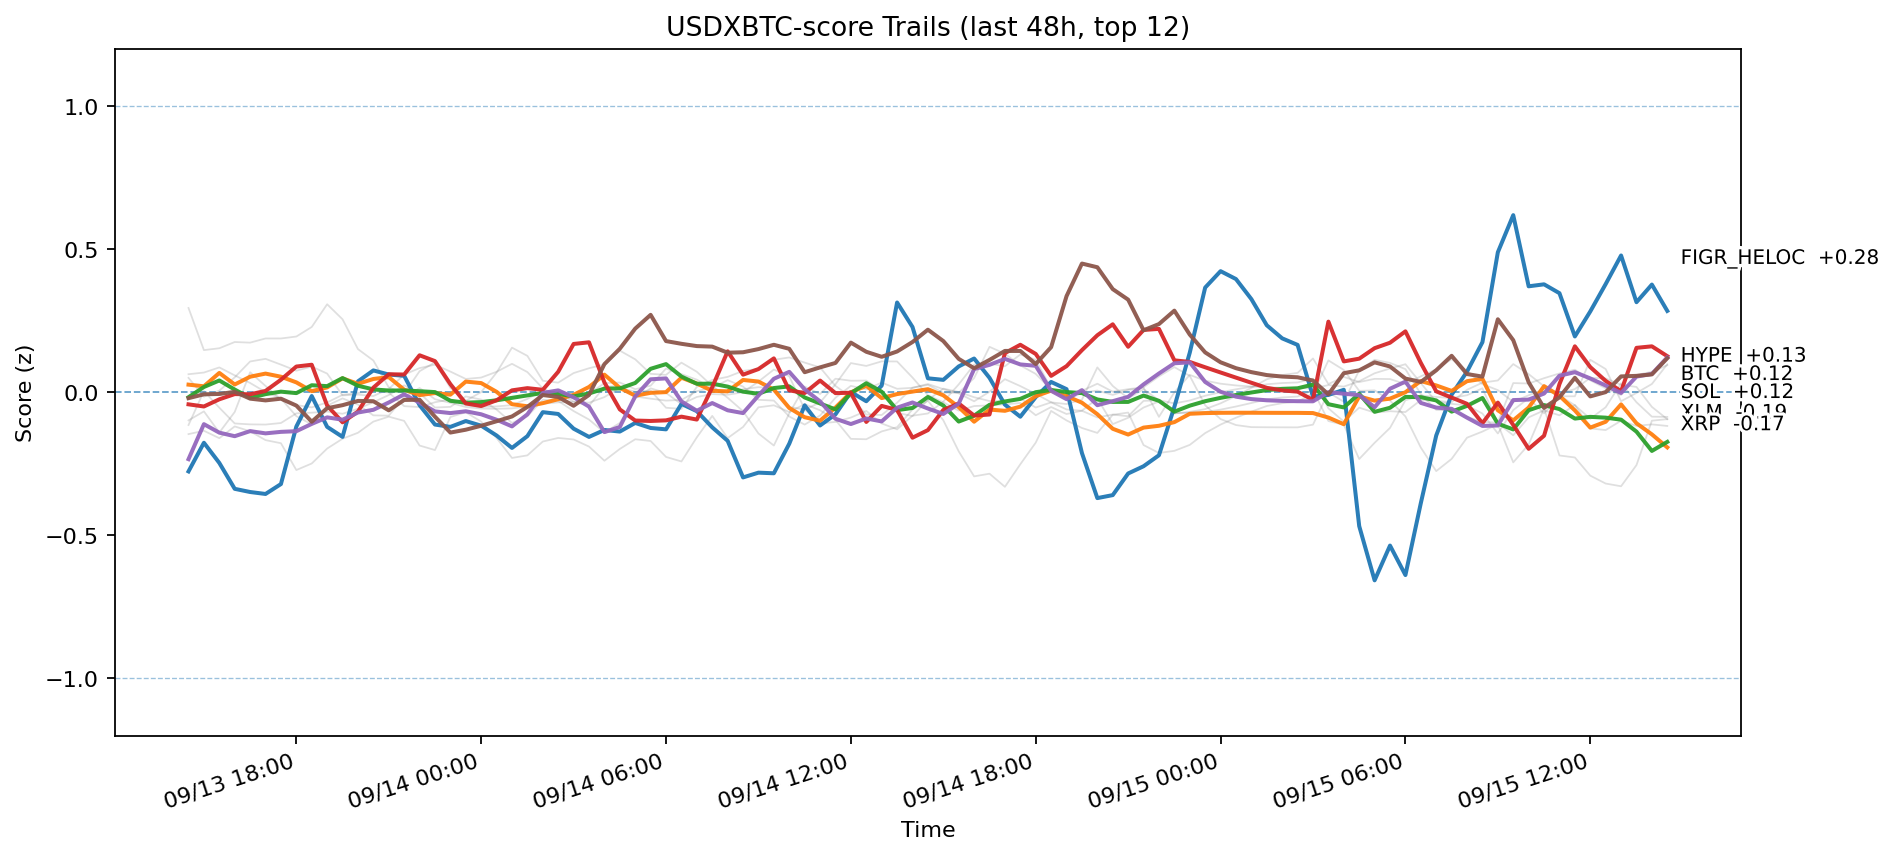 USDXBTC-score Trails (last 48h, top 12)
Score (z)
1.0
0.5
0.0
−0.5
−1.0
FIGR_HELOC +0.28
HYPE +0.13
BTC +0.12
SOL +0.12
XLM -0.19
XRP -0.17
09/13 18:00
09/14 00:00
09/14 06:00
09/14 12:00
09/14 18:00
09/15 00:00
09/15 06:00
09/15 12:00
Time